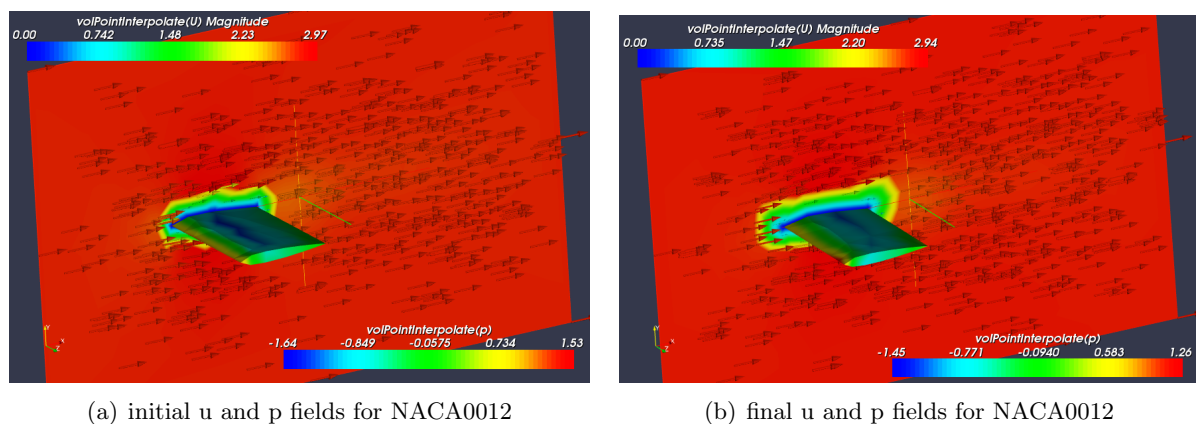 volPointInterpolate(U) Magnitude
0.00 0.742 1.48 2.23 2.97
volPointInterpolate(p)
-1.64 -0.849 -0.0575 0.734 1.53
Y
X
Z
(a) initial u and p fields for NACA0012
volPointInterpolate(U) Magnitude
0.00 0.735 1.47 2.20 2.94
volPointInterpolate(p)
-1.45 -0.771 -0.0940 0.583 1.26
Y
X
Z
(b) final u and p fields for NACA0012